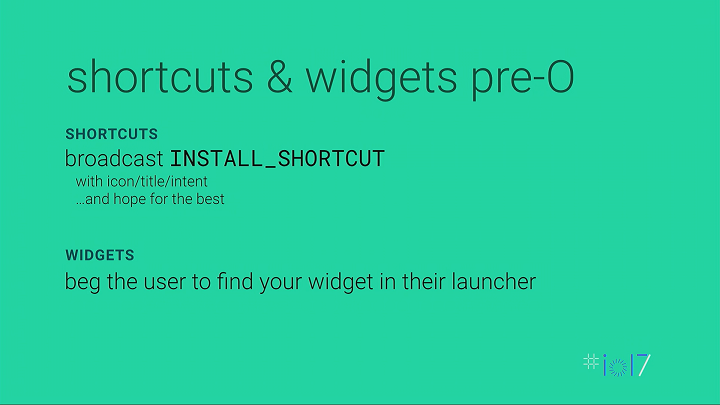 shortcuts & widgets pre-O
SHORTCUTS
broadcast INSTALL_SHORTCUT
with icon/title/intent
...and hope for the best
WIDGETS
beg the user to find your widget in their launcher
#io17